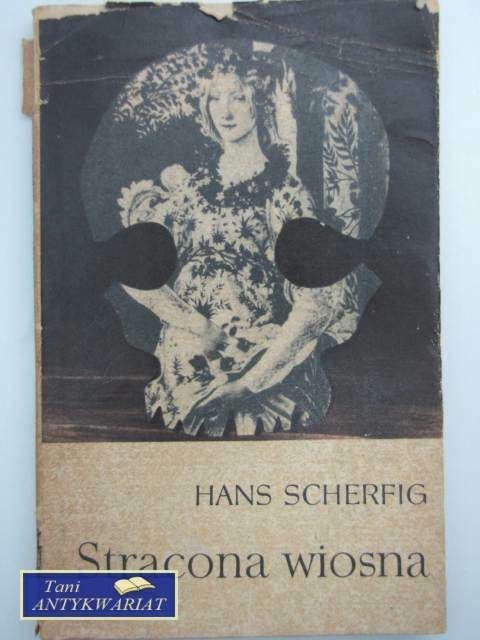 HANS SCHERFIG
Stracona wiosna
Tani
ANTYKWARIAT